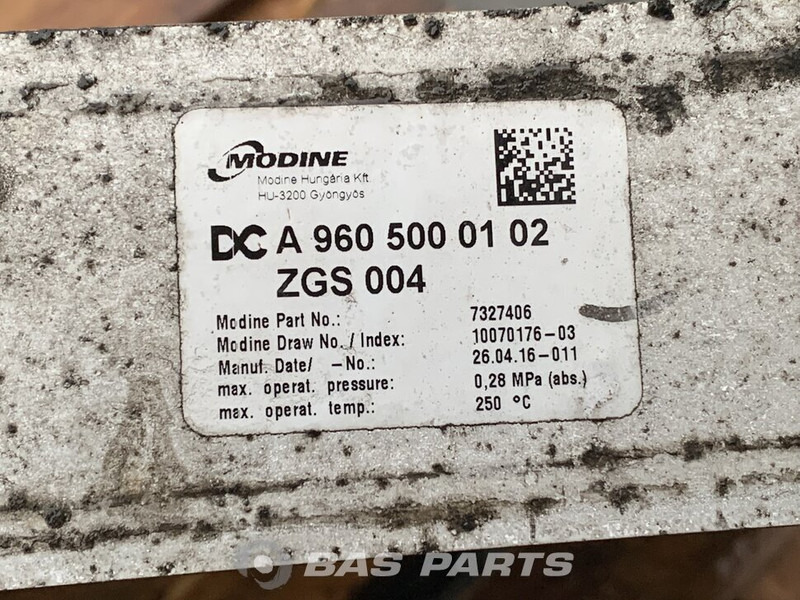 MODINE
Modine Hungária Kft.
HU-3200 Gyöngyös
DC A 960 500 01 02
ZGS 004
Modine Part No.: 7327406
Modine Draw No. / Index: 10070176-03
Manuf. Date/ -No.: 26.04.16-011
max. operat. pressure: 0,28 MPa (abs.)
max. operat. temp.: 250 °C
BAS PARTS